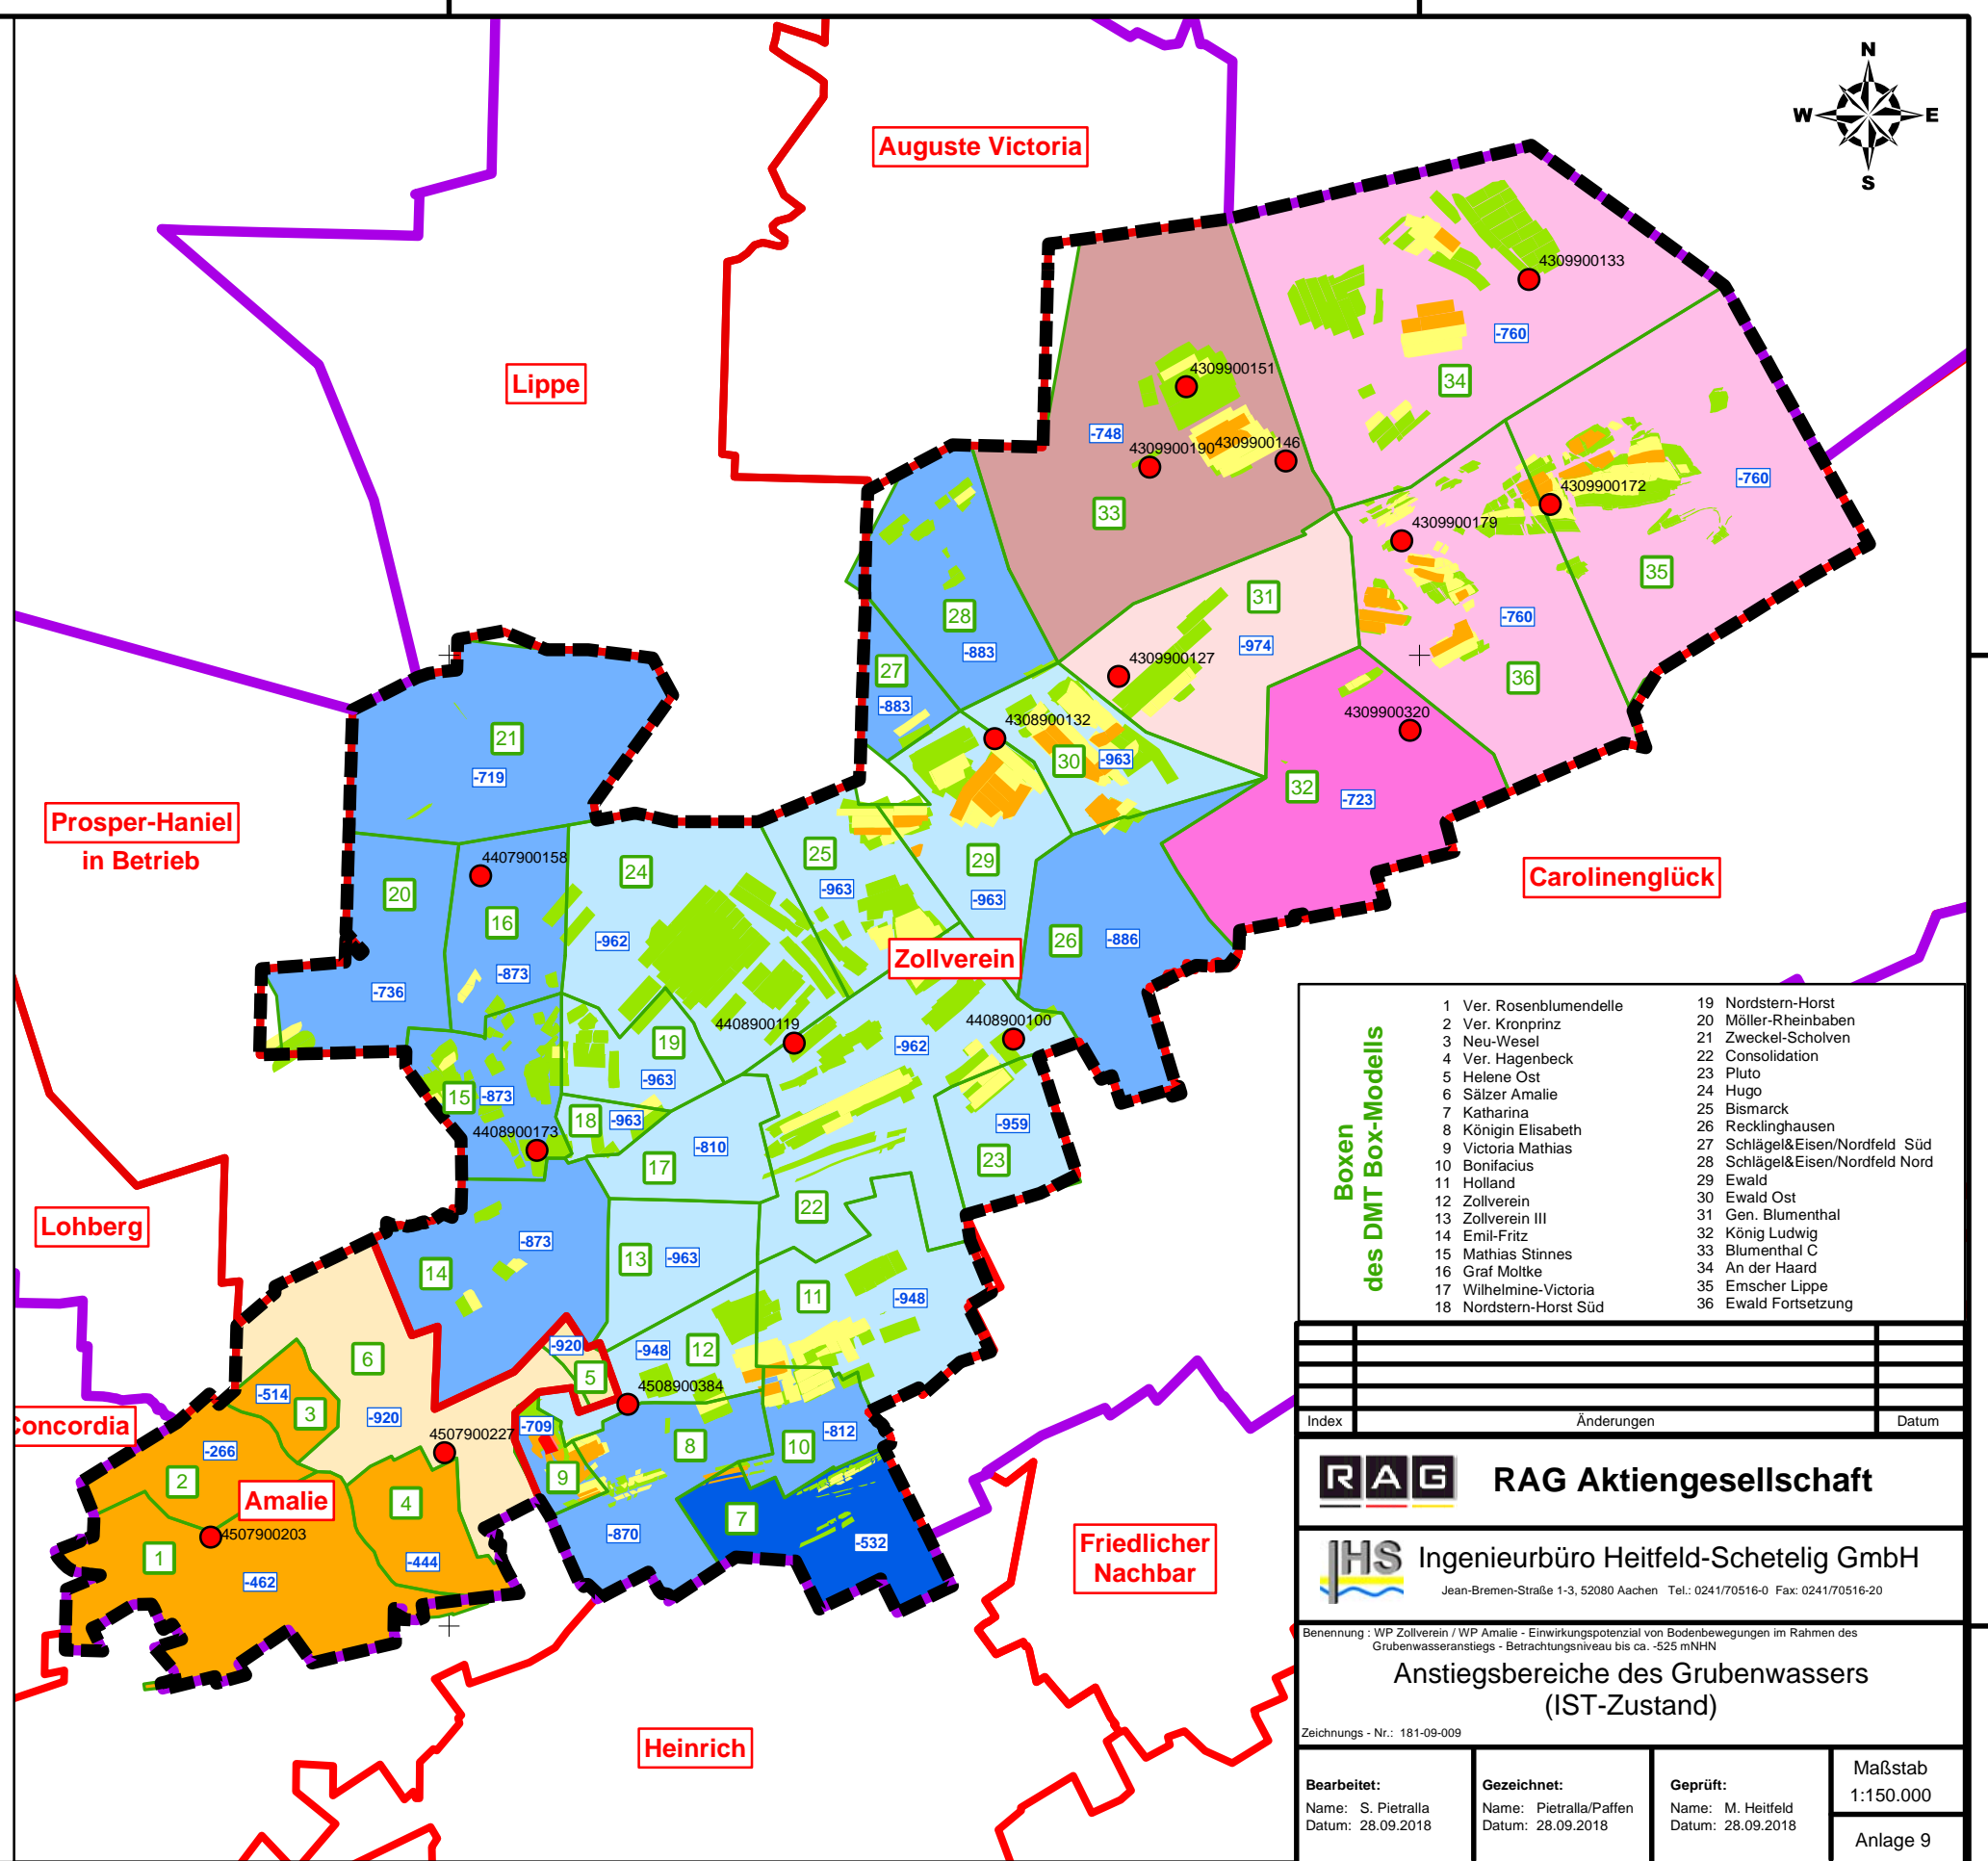 N
W
E
S
Auguste Victoria
4309900133
-760
Lippe
4309900151
34
-748
4309900190
4309900146
-760
4309900172
33
4309900179
35
31
28
-760
-883
-974
4309900127
27
36
-883
4309900320
4308900132
21
30
-963
-719
32
-723
Prosper-Haniel
in Betrieb
4407900158
25
29
24
Carolinenglück
20
-963
-963
16
-962
26
-886
Zollverein
-873
-736
4408900119
4408900100
19
-962
-963
15
-873
18
-963
-959
4408900173
-810
17
23
22
Lohberg
-873
13
-963
14
11
-948
-920
-948
12
6
5
4508900384
-514
3
-920
Concordia
-709
-812
4507900227
-266
8
10
2
9
Amalie
4
7
4507900203
-870
-532
1
-444
-462
Friedlicher
Nachbar
Heinrich
Boxen
des DMT Box-Modells
1 Ver. Rosenblumendelle
2 Ver. Kronprinz
3 Neu-Wesel
4 Ver. Hagenbeck
5 Helene Ost
6 Sälzer Amalie
7 Katharina
8 Königin Elisabeth
9 Victoria Mathias
10 Bonifacius
11 Holland
12 Zollverein
13 Zollverein III
14 Emil-Fritz
15 Mathias Stinnes
16 Graf Moltke
17 Wilhelmine-Victoria
18 Nordstern-Horst Süd
19 Nordstern-Horst
20 Möller-Rheinbaben
21 Zweckel-Scholven
22 Consolidation
23 Pluto
24 Hugo
25 Bismarck
26 Recklinghausen
27 Schlägel&Eisen/Nordfeld Süd
28 Schlägel&Eisen/Nordfeld Nord
29 Ewald
30 Ewald Ost
31 Gen. Blumenthal
32 König Ludwig
33 Blumenthal C
34 An der Haard
35 Emscher Lippe
36 Ewald Fortsetzung
Index Änderungen Datum
RAG RAG Aktiengesellschaft
IHS Ingenieurbüro Heitfeld-Schetelig GmbH
Jean-Bremen-Straße 1-3, 52080 Aachen Tel.: 0241/70516-0 Fax: 0241/70516-20
Benennung : WP Zollverein / WP Amalie - Einwirkungspotenzial von Bodenbewegungen im Rahmen des
Grubenwasseranstiegs - Betrachtungsniveau bis ca. -525 mNHN
Anstiegsbereiche des Grubenwassers
(IST-Zustand)
Zeichnungs - Nr.: 181-09-009
Bearbeitet:
Name: S. Pietralla
Datum: 28.09.2018
Gezeichnet:
Name: Pietralla/Paffen
Datum: 28.09.2018
Geprüft:
Name: M. Heitfeld
Datum: 28.09.2018
Maßstab
1:150.000
Anlage 9